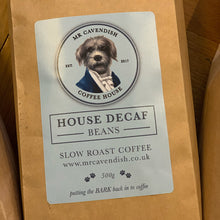 MR CAVENDISH
EST. 2017
COFFEE HOUSE
HOUSE DECAF
BEANS
SLOW ROAST COFFEE
www.mrcavendish.co.uk
500g
putting the BARK back in to coffee